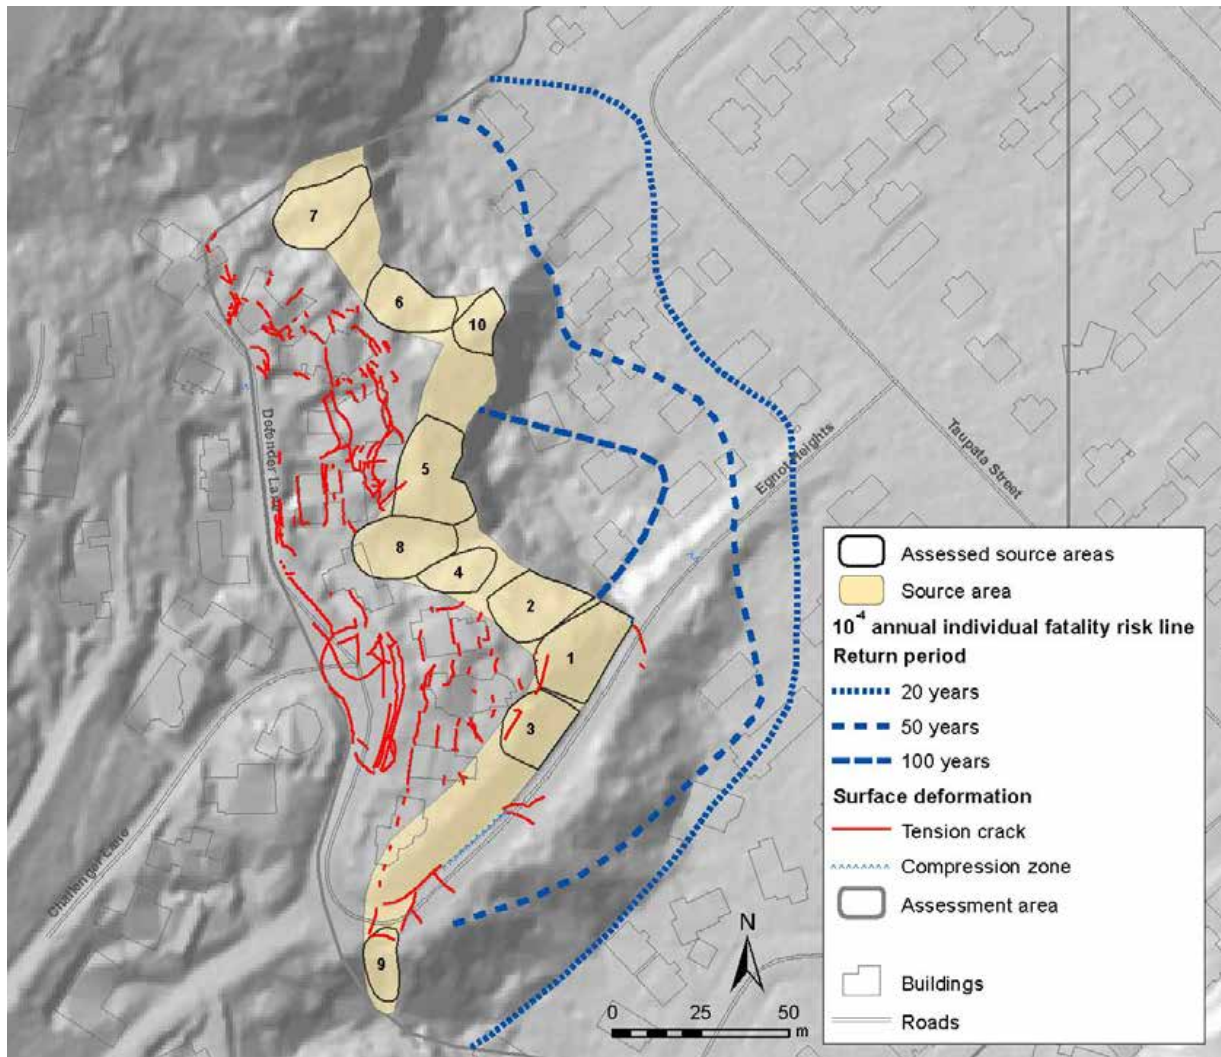 7
6
10
Defender Lane
5
Egnot Heights
Taupata Street
8
4
2
1
3
Challenger Lane
9
N
0 25 50
m
Assessed source areas
Source area
10-4 annual individual fatality risk line
Return period
20 years
50 years
100 years
Surface deformation
Tension crack
Compression zone
Assessment area
Buildings
Roads